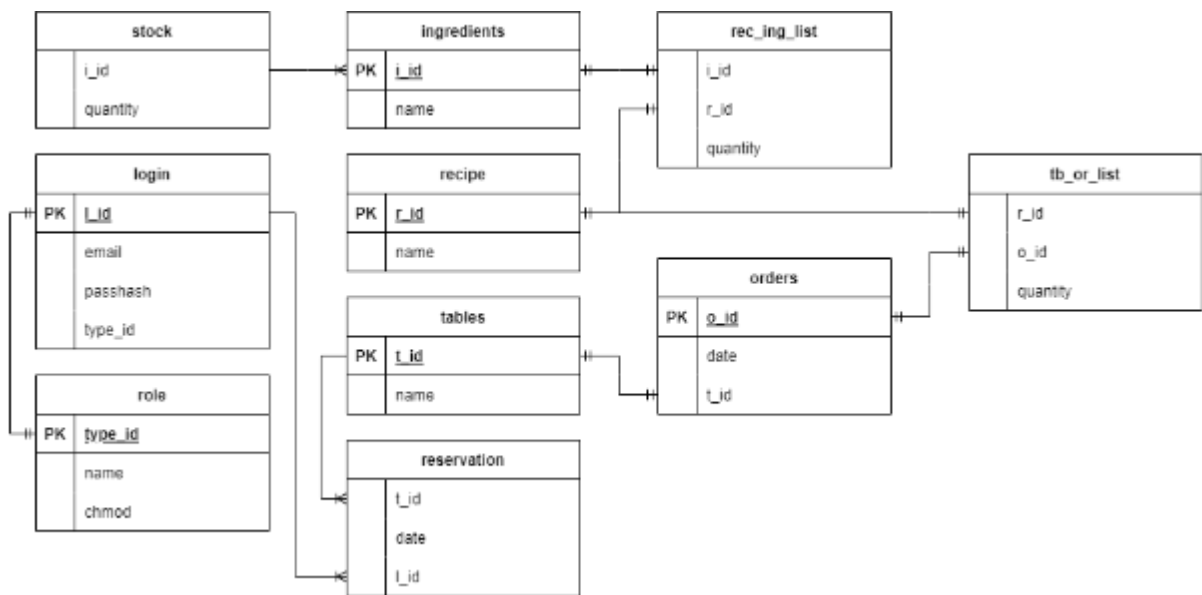 stock
i_id
quantity
ingredients
PK i_id
name
rec_ing_list
i_id
r_id
quantity
login
PK l_id
email
passhash
type_id
recipe
PK r_id
name
tb_or_list
r_id
o_id
quantity
orders
PK o_id
date
t_id
tables
PK t_id
name
role
PK type_id
name
chmod
reservation
t_id
date
l_id